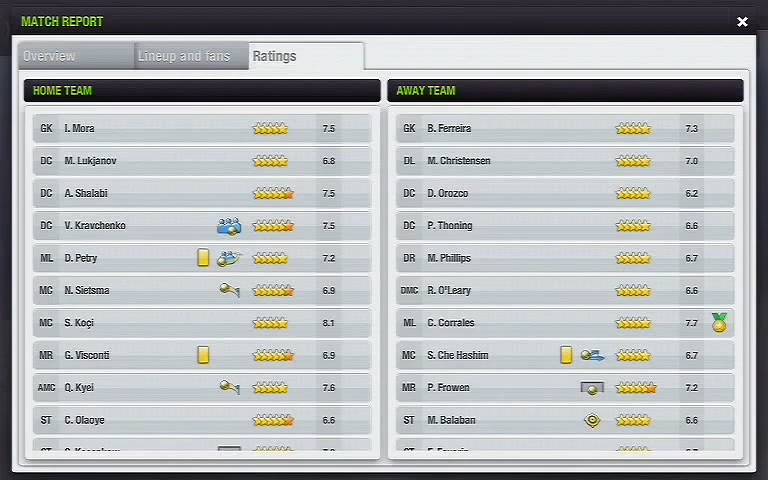 MATCH REPORT
Overview
Lineup and fans
Ratings
HOME TEAM
GK I. Mora 7.5
DC M. Lukjanov 6.8
DC A. Shalabi 7.5
DC V. Kravchenko 7.5
ML D. Petry 7.2
MC N. Sietsma 6.9
MC S. Koçi 8.1
MR G. Visconti 6.9
AMC Q. Kyei 7.6
ST C. Olaoye 6.6
ST
AWAY TEAM
GK B. Ferreira 7.3
DL M. Christensen 7.0
DC D. Orozco 6.2
DC P. Thoning 6.6
DR M. Phillips 6.7
DMC R. O'Leary 6.6
ML C. Corrales 7.7
MC S. Che Hashim 6.7
MR P. Frowen 7.2
ST M. Balaban 6.6
ST